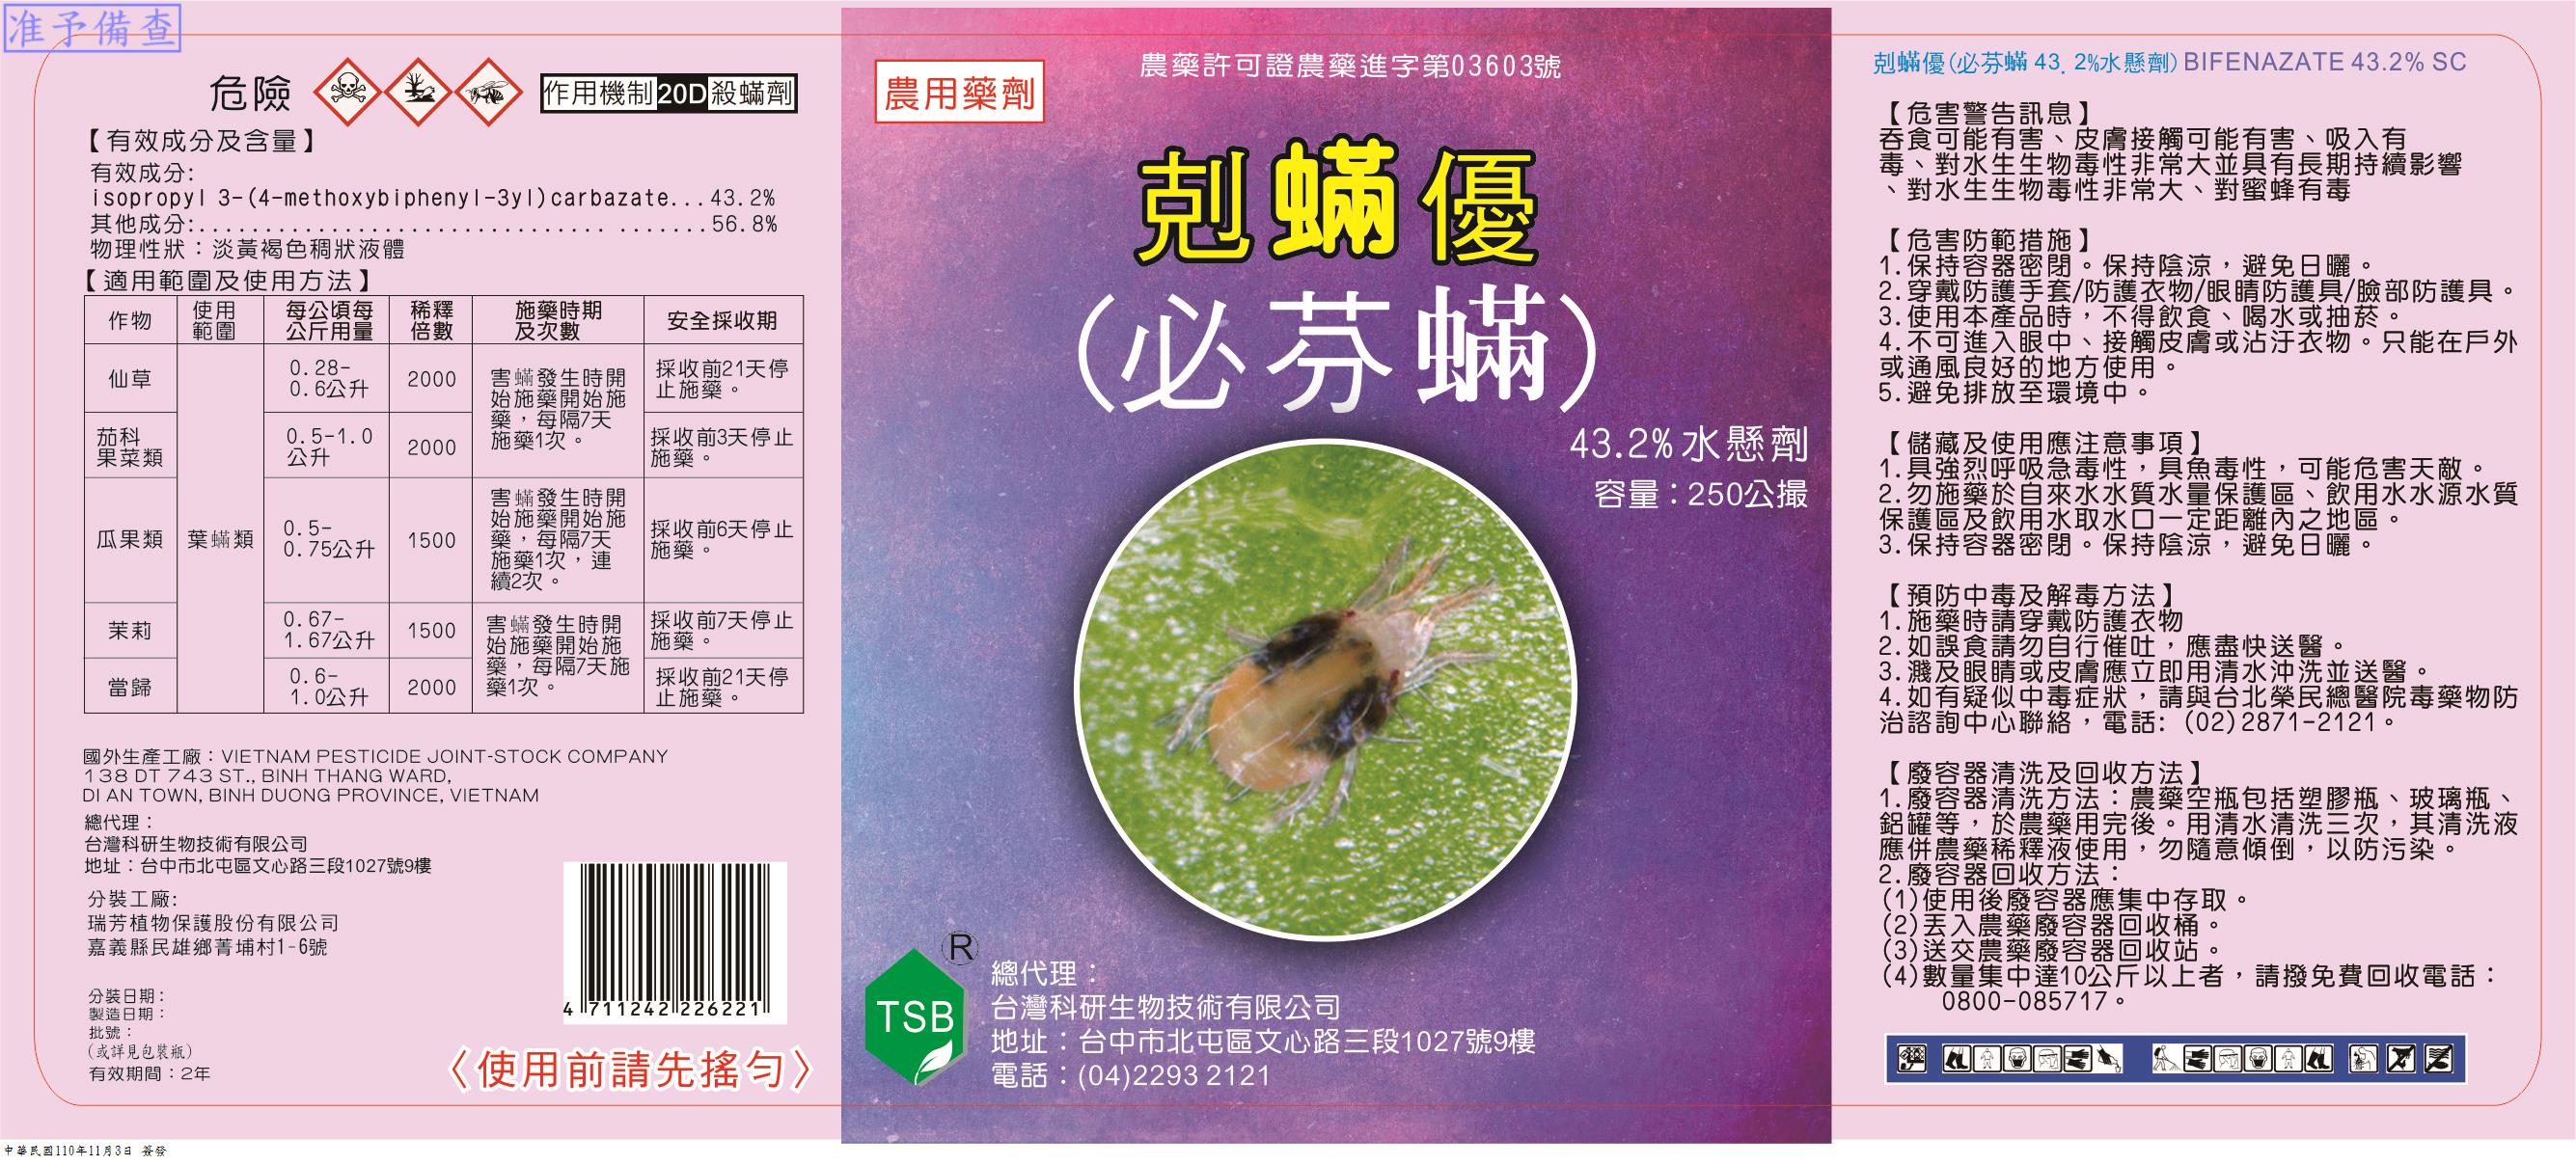 准予備查
危險
作用機制20D殺蟎劑
【有效成分及含量】
有效成分:
isopropyl 3-(4-methoxybiphenyl-3yl)carbazate...43.2%
其他成分:.......................................56.8%
物理性狀：淡黃褐色稠狀液體
【適用範圍及使用方法】
作物 使用範圍 每公頃每公斤用量 稀釋倍數 施藥時期及次數 安全採收期
仙草 葉蟎類 0.28-0.6公升 2000 害蟎發生時開始施藥開始施藥，每隔7天施藥1次。 採收前21天停止施藥。
茄科果菜類 0.5-1.0公升 2000 採收前3天停止施藥。
瓜果類 0.5-0.75公升 1500 害蟎發生時開始施藥開始施藥，每隔7天施藥1次，連續2次。 採收前6天停止施藥。
茉莉 0.67-1.67公升 1500 害蟎發生時開始施藥開始施藥，每隔7天施藥1次。 採收前7天停止施藥。
當歸 0.6-1.0公升 2000 採收前21天停止施藥。
國外生產工廠：VIETNAM PESTICIDE JOINT-STOCK COMPANY
138 DT 743 ST., BINH THANG WARD,
DI AN TOWN, BINH DUONG PROVINCE, VIETNAM
總代理：
台灣科研生物技術有限公司
地址：台中市北屯區文心路三段1027號9樓
分裝工廠:
瑞芳植物保護股份有限公司
嘉義縣民雄鄉菁埔村1-6號
分裝日期：
製造日期：
批號：
(或詳見包裝瓶)
有效期間：2年
4 711242 226221
〈使用前請先搖勻〉
農用藥劑
農藥許可證農藥進字第03603號
剋蟎優
(必芬蟎)
43.2%水懸劑
容量：250公撮
TSB
R
總代理：
台灣科研生物技術有限公司
地址：台中市北屯區文心路三段1027號9樓
電話：(04)2293 2121
剋蟎優(必芬蟎 43. 2%水懸劑) BIFENAZATE 43.2% SC
【危害警告訊息】
吞食可能有害、皮膚接觸可能有害、吸入有
毒、對水生生物毒性非常大並具有長期持續影響
、對水生生物毒性非常大、對蜜蜂有毒
【危害防範措施】
1.保持容器密閉。保持陰涼，避免日曬。
2.穿戴防護手套/防護衣物/眼睛防護具/臉部防護具。
3.使用本產品時，不得飲食、喝水或抽菸。
4.不可進入眼中、接觸皮膚或沾汙衣物。只能在戶外
或通風良好的地方使用。
5.避免排放至環境中。
【儲藏及使用應注意事項】
1.具強烈呼吸急毒性，具魚毒性，可能危害天敵。
2.勿施藥於自來水水質水量保護區、飲用水水源水質
保護區及飲用水取水口一定距離內之地區。
3.保持容器密閉。保持陰涼，避免日曬。
【預防中毒及解毒方法】
1.施藥時請穿戴防護衣物
2.如誤食請勿自行催吐，應盡快送醫。
3.濺及眼睛或皮膚應立即用清水沖洗並送醫。
4.如有疑似中毒症狀，請與台北榮民總醫院毒藥物防
治諮詢中心聯絡，電話: (02)2871-2121。
【廢容器清洗及回收方法】
1.廢容器清洗方法：農藥空瓶包括塑膠瓶、玻璃瓶、
鋁罐等，於農藥用完後。用清水清洗三次，其清洗液
應併農藥稀釋液使用，勿隨意傾倒，以防污染。
2.廢容器回收方法：
(1)使用後廢容器應集中存取。
(2)丟入農藥廢容器回收桶。
(3)送交農藥廢容器回收站。
(4)數量集中達10公斤以上者，請撥免費回收電話：
0800-085717。
中華民國110年11月3日 簽發